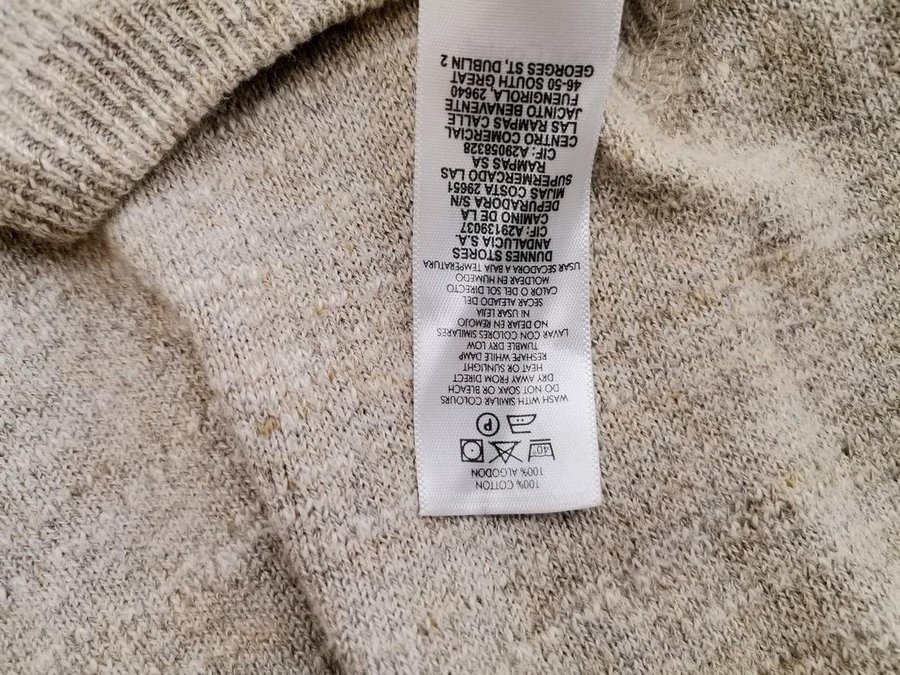 100% COTTON
100% ALGODON
40°
P
WASH WITH SIMILAR COLOURS
DO NOT SOAK OR BLEACH
DRY AWAY FROM DIRECT
HEAT OR SUNLIGHT
RESHAPE WHILE DAMP
TUMBLE DRY LOW
LAVAR CON COLORES SIMILARES
NO DEJAR EN REMOJO
NI USAR LEJIA
SECAR ALEJADO DEL
CALOR O DEL SOL DIRECTO
MOLDEAR EN HUMEDO
USAR SECADORA A BAJA TEMPERATURA
DUNNES STORES
ANDALUCIA S.A.
CIF: A29139037
CAMINO DE LA
DEPURADORA S/N
MIJAS COSTA 29651
SUPERMERCADO LAS
RAMPAS SA
CIF: A29058328
CENTRO COMERCIAL
LAS RAMPAS CALLE
JACINTO BENAVENTE
FUENGIROLA, 29640
46-50 SOUTH GREAT
GEORGES ST, DUBLIN 2